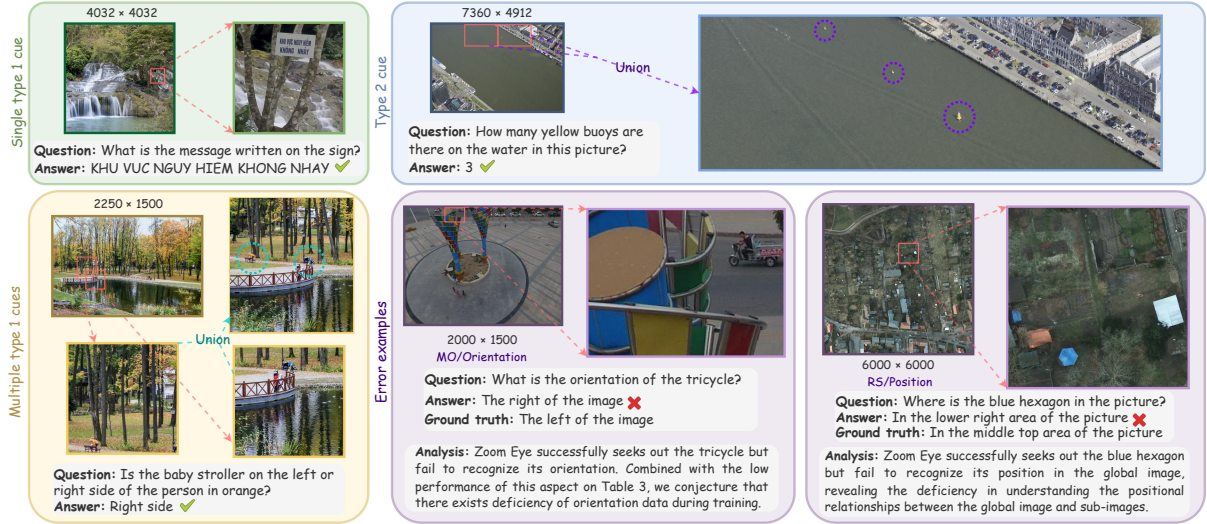 Single type 1 cue
4032 × 4032
KHU VỰC NGUY HIỂM
KHÔNG NHẢY
Question: What is the message written on the sign?
Answer: KHU VUC NGUY HIEM KHONG NHAY
Type 2 cue
7360 × 4912
Union
Question: How many yellow buoys are
there on the water in this picture?
Answer: 3
Multiple type 1 cues
2250 × 1500
Union
Question: Is the baby stroller on the left or
right side of the person in orange?
Answer: Right side
Error examples
2000 × 1500
MO/Orientation
Question: What is the orientation of the tricycle?
Answer: The right of the image
Ground truth: The left of the image
Analysis: Zoom Eye successfully seeks out the tricycle but
fail to recognize its orientation. Combined with the low
performance of this aspect on Table 3, we conjecture that
there exists deficiency of orientation data during training.
6000 × 6000
RS/Position
Question: Where is the blue hexagon in the picture?
Answer: In the lower right area of the picture
Ground truth: In the middle top area of the picture
Analysis: Zoom Eye successfully seeks out the blue hexagon
but fail to recognize its position in the global image,
revealing the deficiency in understanding the positional
relationships between the global image and sub-images.